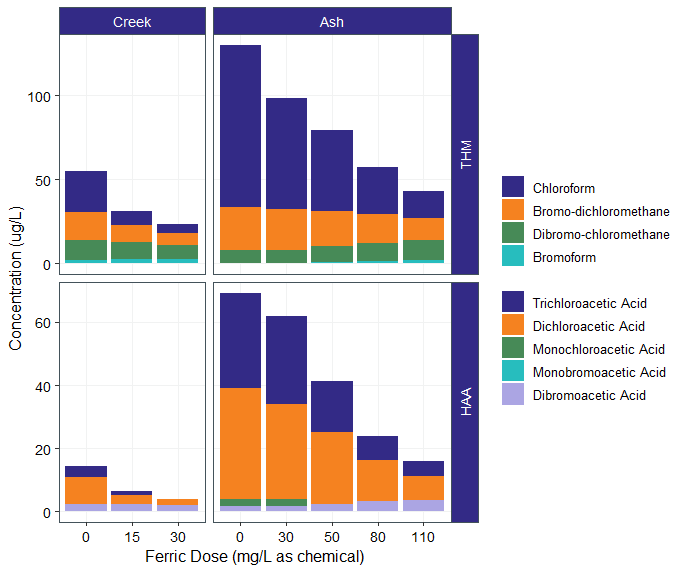 Creek
Ash
Concentration (ug/L)
100
50
0
THM
60
40
20
0
HAA
0
15
30
0
30
50
80
110
Ferric Dose (mg/L as chemical)
Chloroform
Bromo-dichloromethane
Dibromo-chloromethane
Bromoform
Trichloroacetic Acid
Dichloroacetic Acid
Monochloroacetic Acid
Monobromoacetic Acid
Dibromoacetic Acid